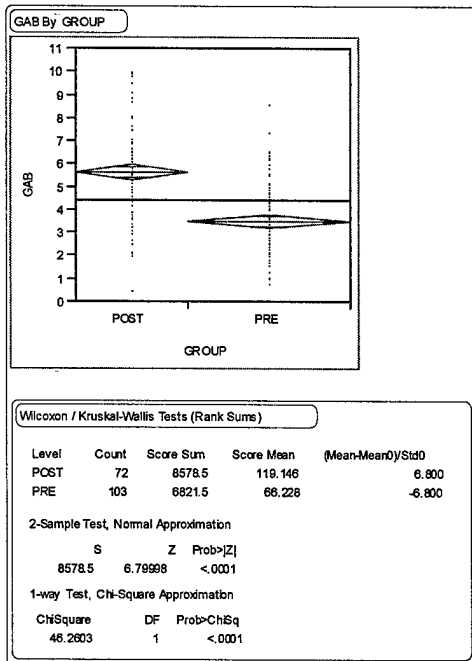 GAB By GROUP
11
10
9
8
7
6
5
4
3
2
1
0
GAB
POST PRE
GROUP
Wilcoxon / Kruskal-Wallis Tests (Rank Sums)
Level Count Score Sum Score Mean (Mean-Mean0)/Std0
POST 72 8578.5 119.146 6.800
PRE 103 6821.5 66.228 -6.800
2-Sample Test, Normal Approximation
S Z Prob>|Z|
8578.5 6.79998 <.0001
1-way Test, Chi-Square Approximation
ChiSquare DF Prob>ChiSq
46.2603 1 <.0001